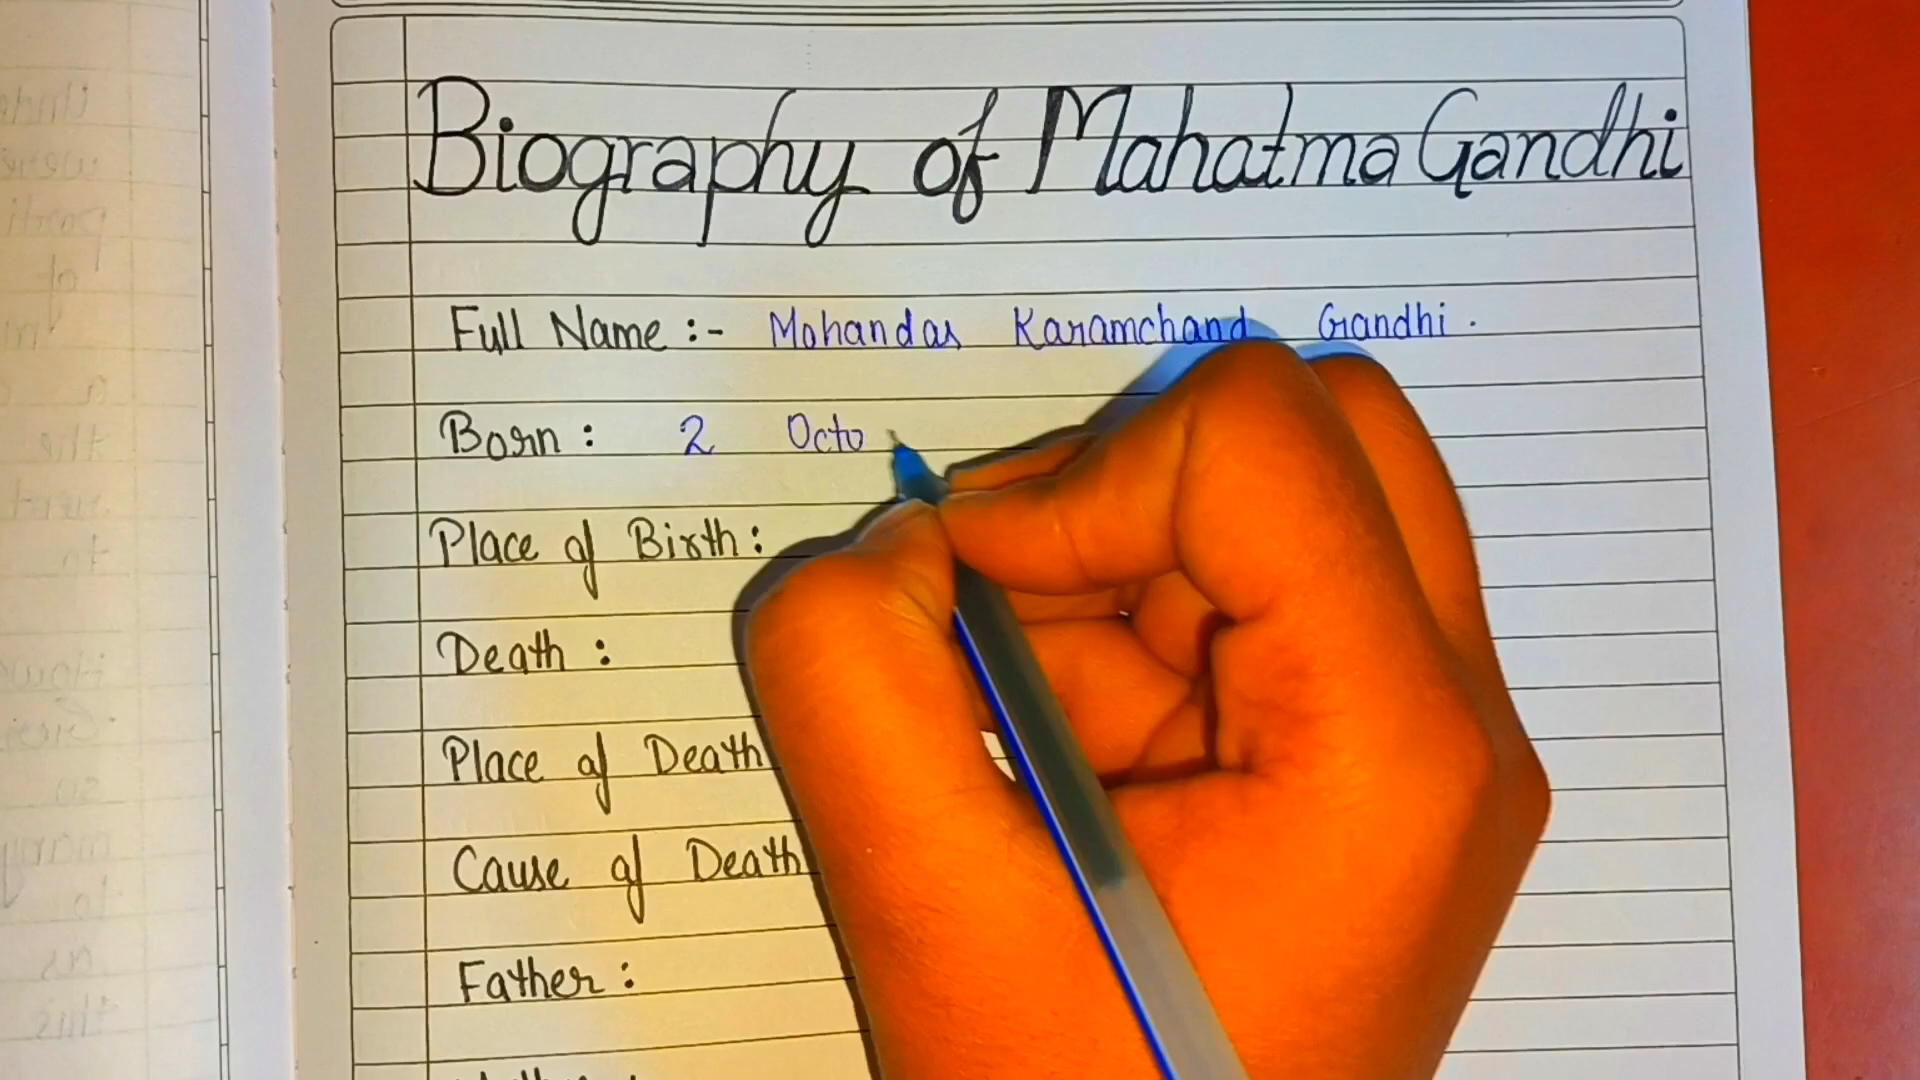 Biography of Mahatma Gandhi
Full Name :- Mohandas Karamchand Gandhi .
Born : 2 Octo
Place of Birth :
Death :
Place of Death
Cause of Death
Father :